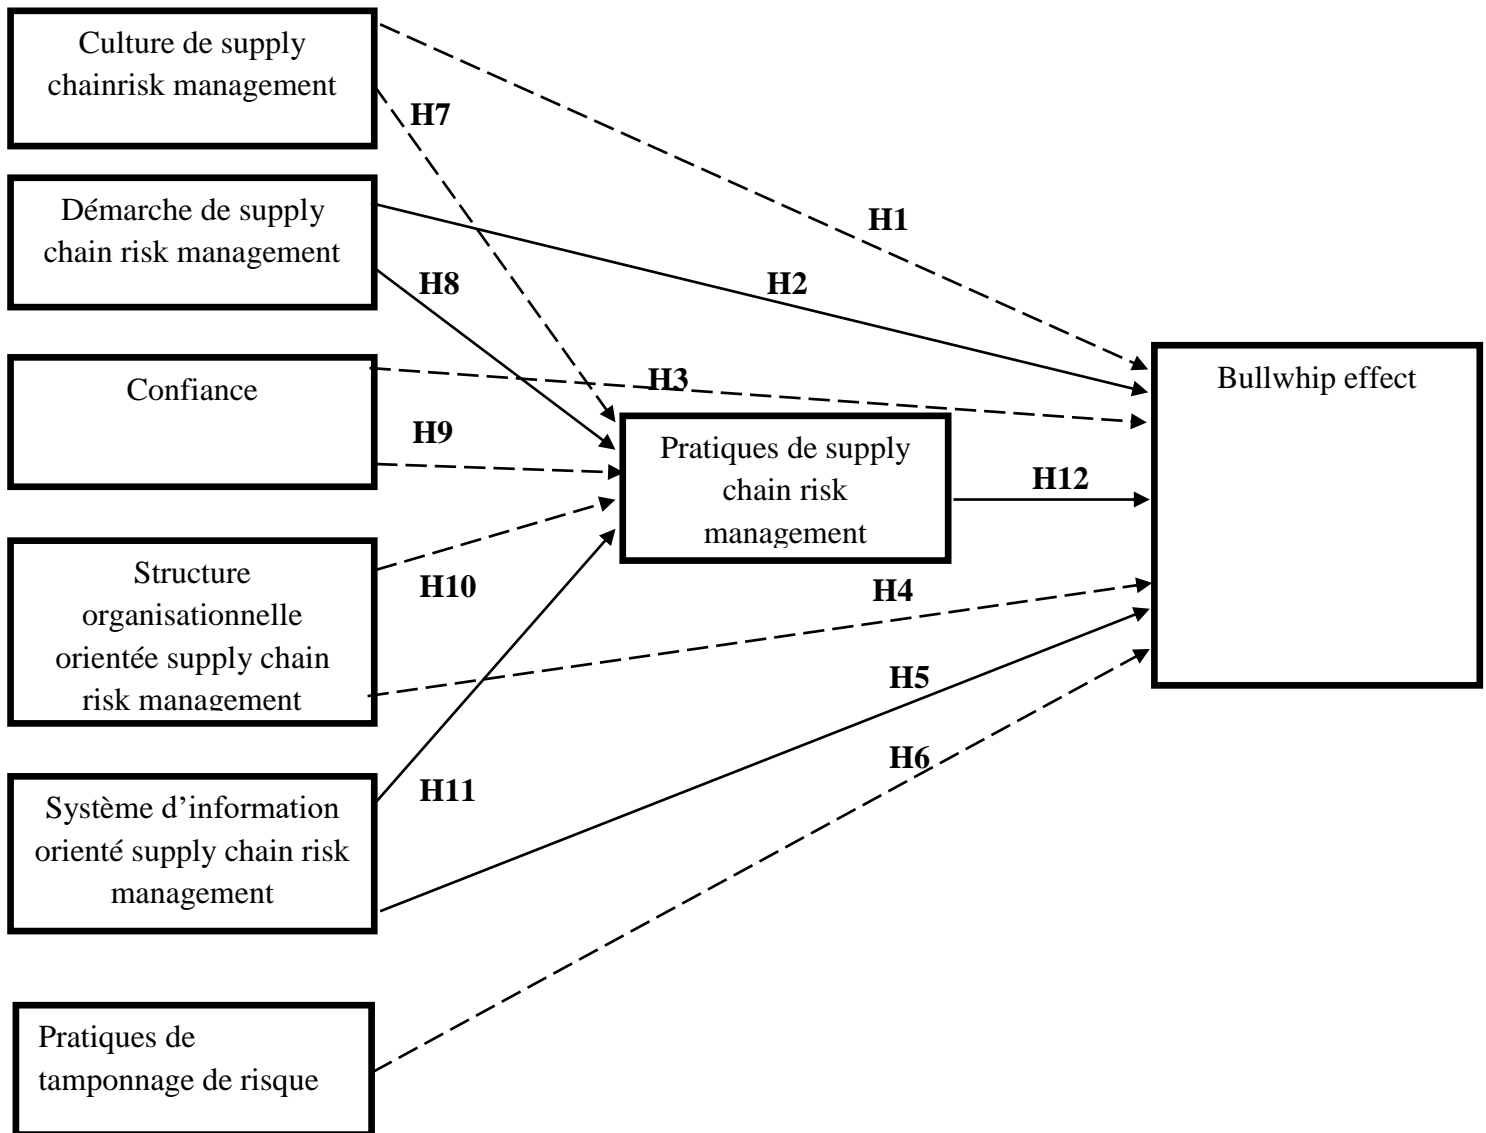 Culture de supply
chainrisk management
H7
Démarche de supply
chain risk management
H1
H8
H2
Confiance
H3
H9
Bullwhip effect
Pratiques de supply
chain risk
management
H12
Structure
organisationnelle
orientée supply chain
risk management
H10
H4
H5
H6
Système d’information
orienté supply chain risk
management
H11
Pratiques de
tamponnage de risque